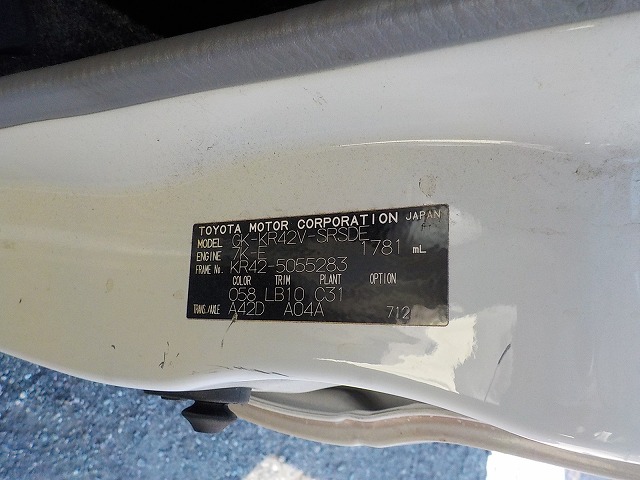 TOYOTA MOTOR CORPORATION JAPAN
MODEL GK-KR42V-SRSDE
ENGINE 7K-E 1781 mL
FRAME No. KR42-5055283
COLOR TRIM PLANT OPTION
058 LB10 C31
TRANS./AXLE A42D A04A 712